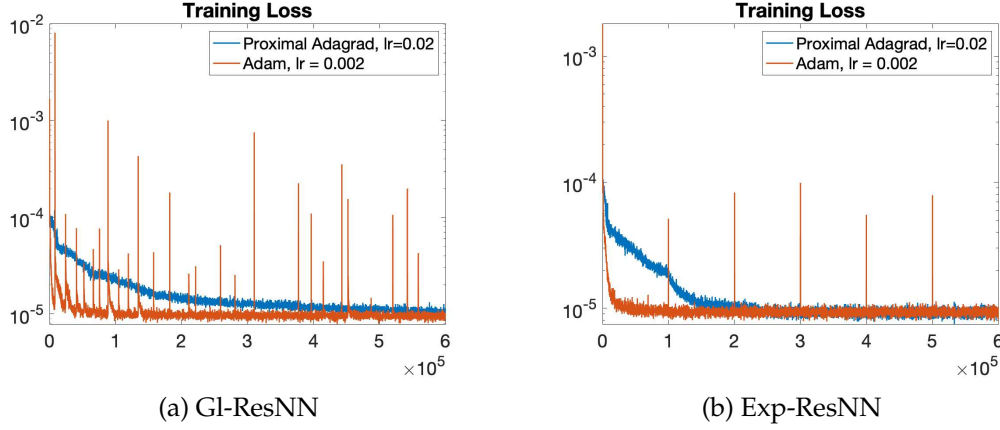 Training Loss
10^-2
10^-3
10^-4
10^-5
Proximal Adagrad, lr=0.02
Adam, lr = 0.002
0 1 2 3 4 5 6
×10^5
(a) Gl-ResNN
Training Loss
10^-3
10^-4
10^-5
Proximal Adagrad, lr=0.02
Adam, lr = 0.002
0 1 2 3 4 5 6
×10^5
(b) Exp-ResNN